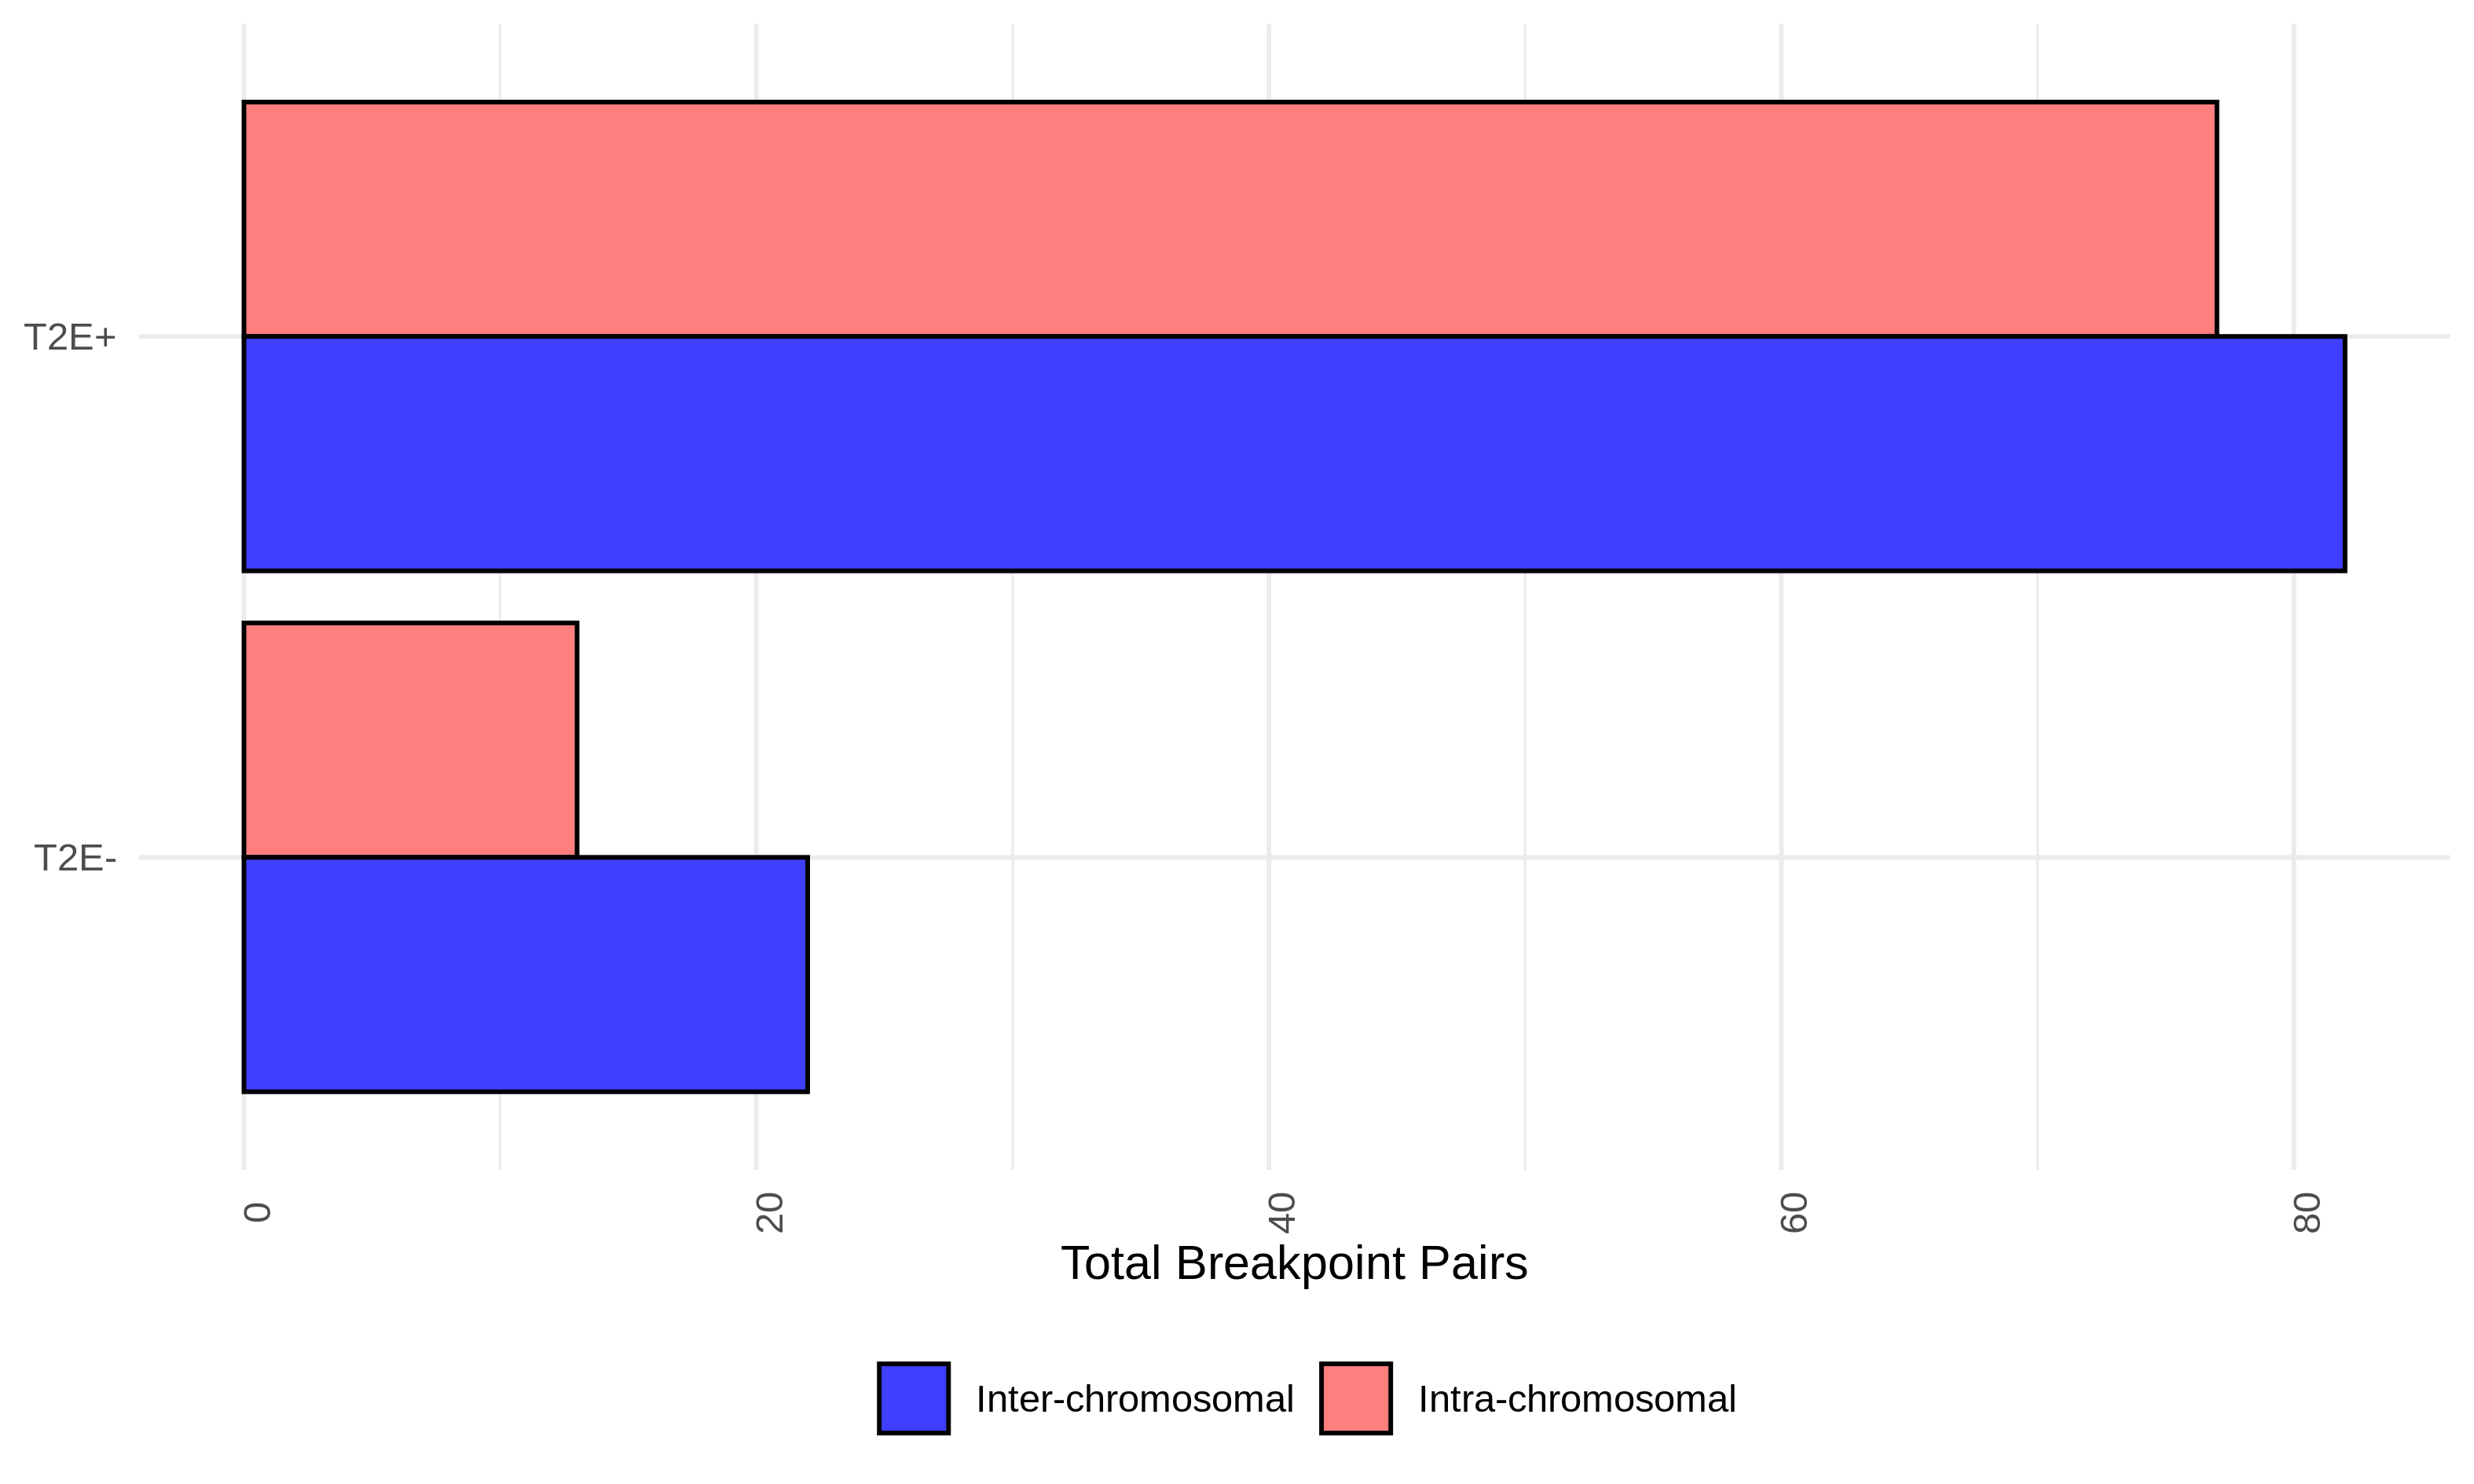 T2E+
T2E-
0 20 40 60 80
Total Breakpoint Pairs
Inter-chromosomal Intra-chromosomal